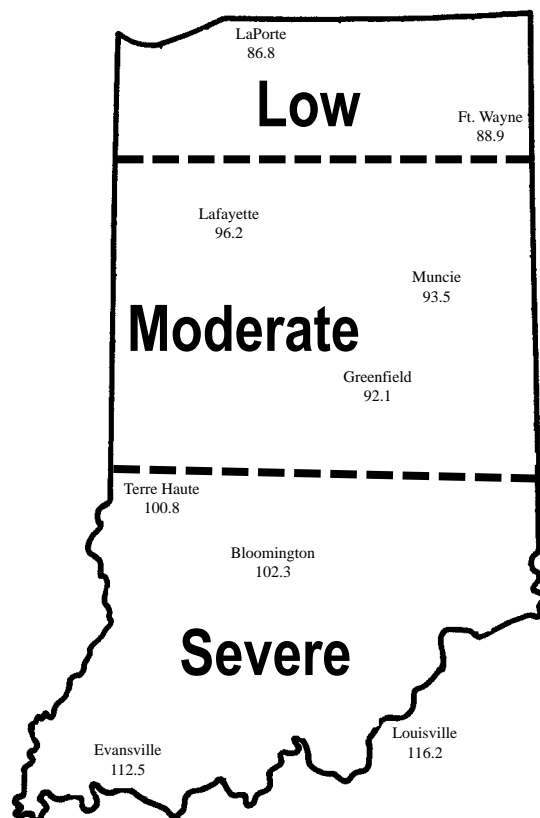 LaPorte
86.8
Low
Ft. Wayne
88.9
Lafayette
96.2
Muncie
93.5
Moderate
Greenfield
92.1
Terre Haute
100.8
Bloomington
102.3
Severe
Louisville
116.2
Evansville
112.5